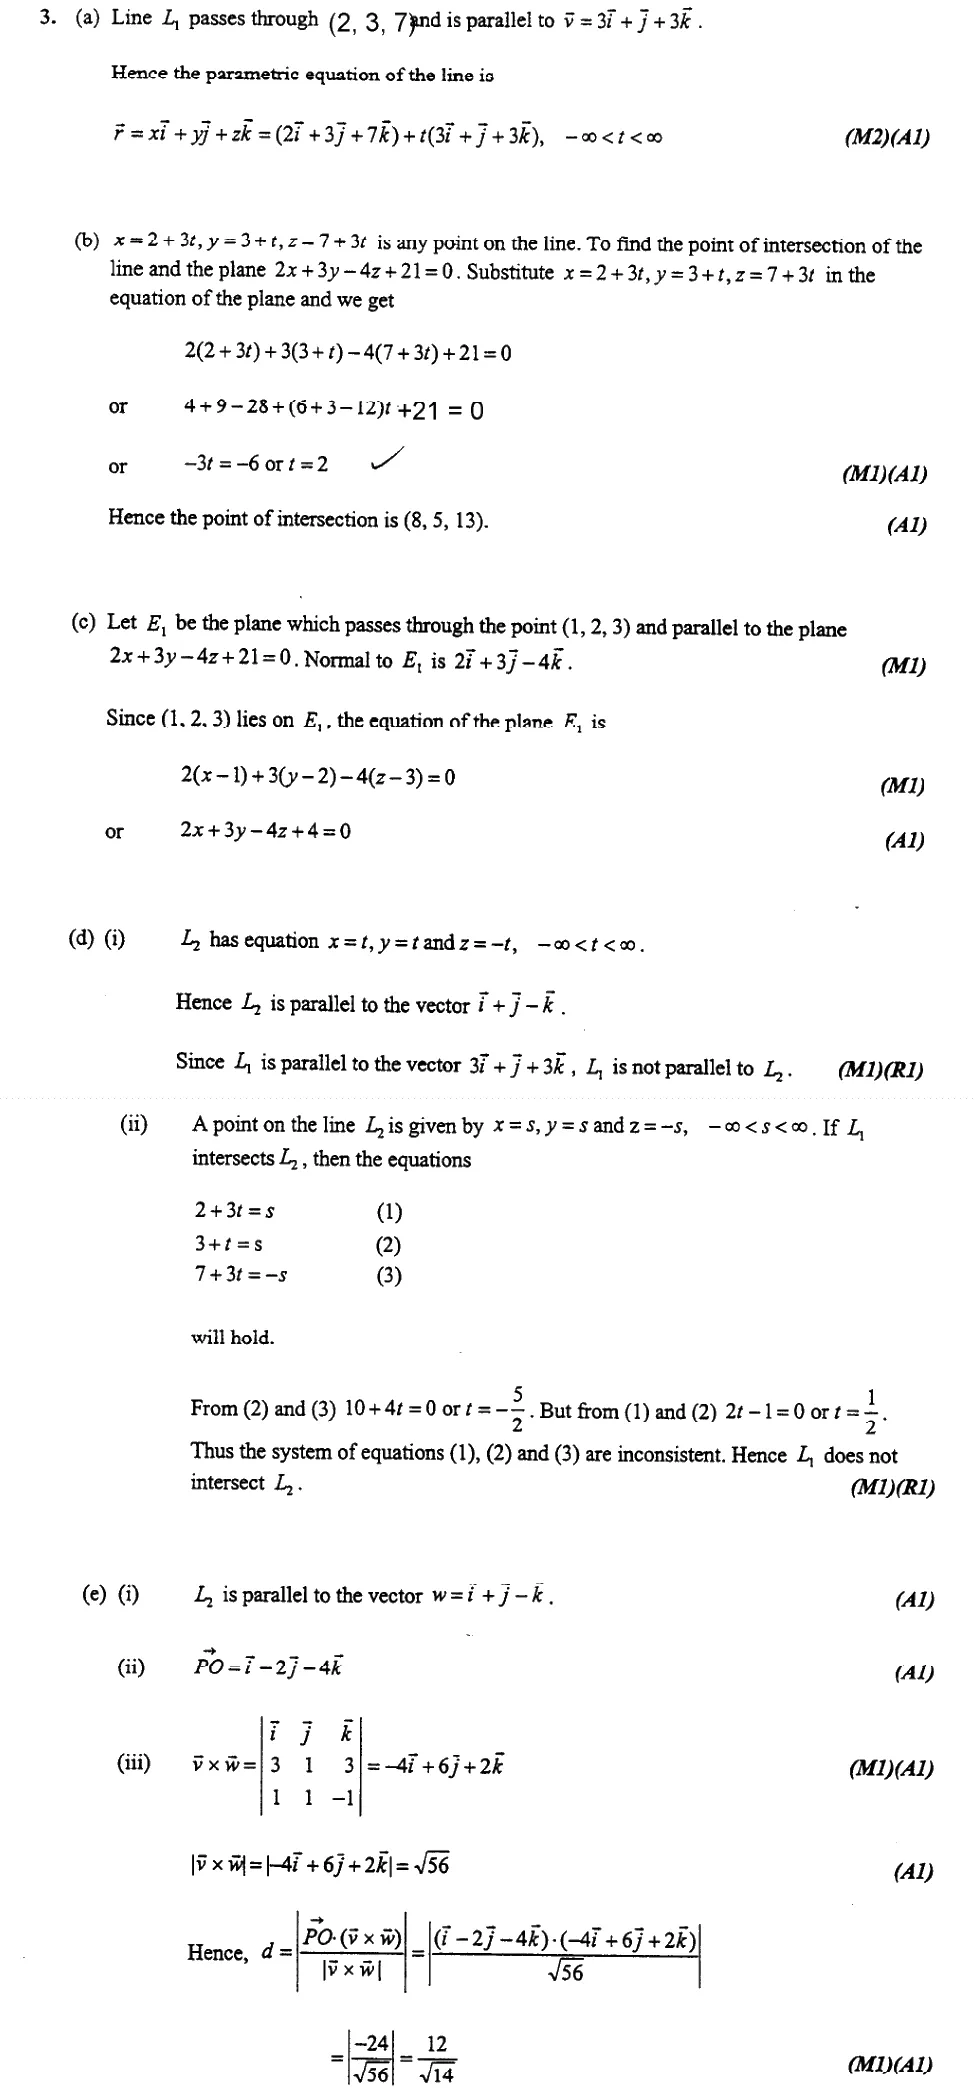 3. (a) Line L₁ passes through (2, 3, 7) and is parallel to v⃗ = 3i⃗ + j⃗ + 3k⃗ .
Hence the parametric equation of the line is
r⃗ = xi⃗ + yj⃗ + zk⃗ = (2i⃗ + 3j⃗ + 7k⃗) + t(3i⃗ + j⃗ + 3k⃗), −∞ < t < ∞ (M2)(A1)
(b) x = 2 + 3t, y = 3 + t, z = 7 + 3t is any point on the line. To find the point of intersection of the
line and the plane 2x + 3y − 4z + 21 = 0. Substitute x = 2 + 3t, y = 3 + t, z = 7 + 3t in the
equation of the plane and we get
2(2 + 3t) + 3(3 + t) − 4(7 + 3t) + 21 = 0
or 4 + 9 − 28 + (6 + 3 − 12)t +21 = 0
or −3t = −6 or t = 2 ✓ (M1)(A1)
Hence the point of intersection is (8, 5, 13). (A1)
(c) Let E₁ be the plane which passes through the point (1, 2, 3) and parallel to the plane
2x + 3y − 4z + 21 = 0. Normal to E₁ is 2i⃗ + 3j⃗ − 4k⃗ . (M1)
Since (1, 2, 3) lies on E₁, the equation of the plane E₁ is
2(x − 1) + 3(y − 2) − 4(z − 3) = 0 (M1)
or 2x + 3y − 4z + 4 = 0 (A1)
(d) (i) L₂ has equation x = t, y = t and z = −t, −∞ < t < ∞ .
Hence L₂ is parallel to the vector i⃗ + j⃗ − k⃗ .
Since L₁ is parallel to the vector 3i⃗ + j⃗ + 3k⃗ , L₁ is not parallel to L₂ . (M1)(R1)
(ii) A point on the line L₂ is given by x = s, y = s and z = −s, −∞ < s < ∞ . If L₁
intersects L₂ , then the equations
2 + 3t = s (1)
3 + t = s (2)
7 + 3t = −s (3)
will hold.
From (2) and (3) 10 + 4t = 0 or t = −5/2 . But from (1) and (2) 2t − 1 = 0 or t = 1/2 .
Thus the system of equations (1), (2) and (3) are inconsistent. Hence L₁ does not
intersect L₂ . (M1)(R1)
(e) (i) L₂ is parallel to the vector w = i⃗ + j⃗ − k⃗ . (A1)
(ii) PO⃗ = i⃗ − 2j⃗ − 4k⃗ (A1)
(iii) v⃗ × w⃗ = | i⃗ j⃗ k⃗ |
| 3 1 3 | = −4i⃗ + 6j⃗ + 2k⃗ (M1)(A1)
| 1 1 −1 |
|v⃗ × w⃗| = |−4i⃗ + 6j⃗ + 2k⃗| = √56 (A1)
Hence, d = |PO⃗·(v⃗ × w⃗) / |v⃗ × w⃗|| = |(i⃗ − 2j⃗ − 4k⃗)·(−4i⃗ + 6j⃗ + 2k⃗) / √56|
= |−24/√56| = 12/√14 (M1)(A1)